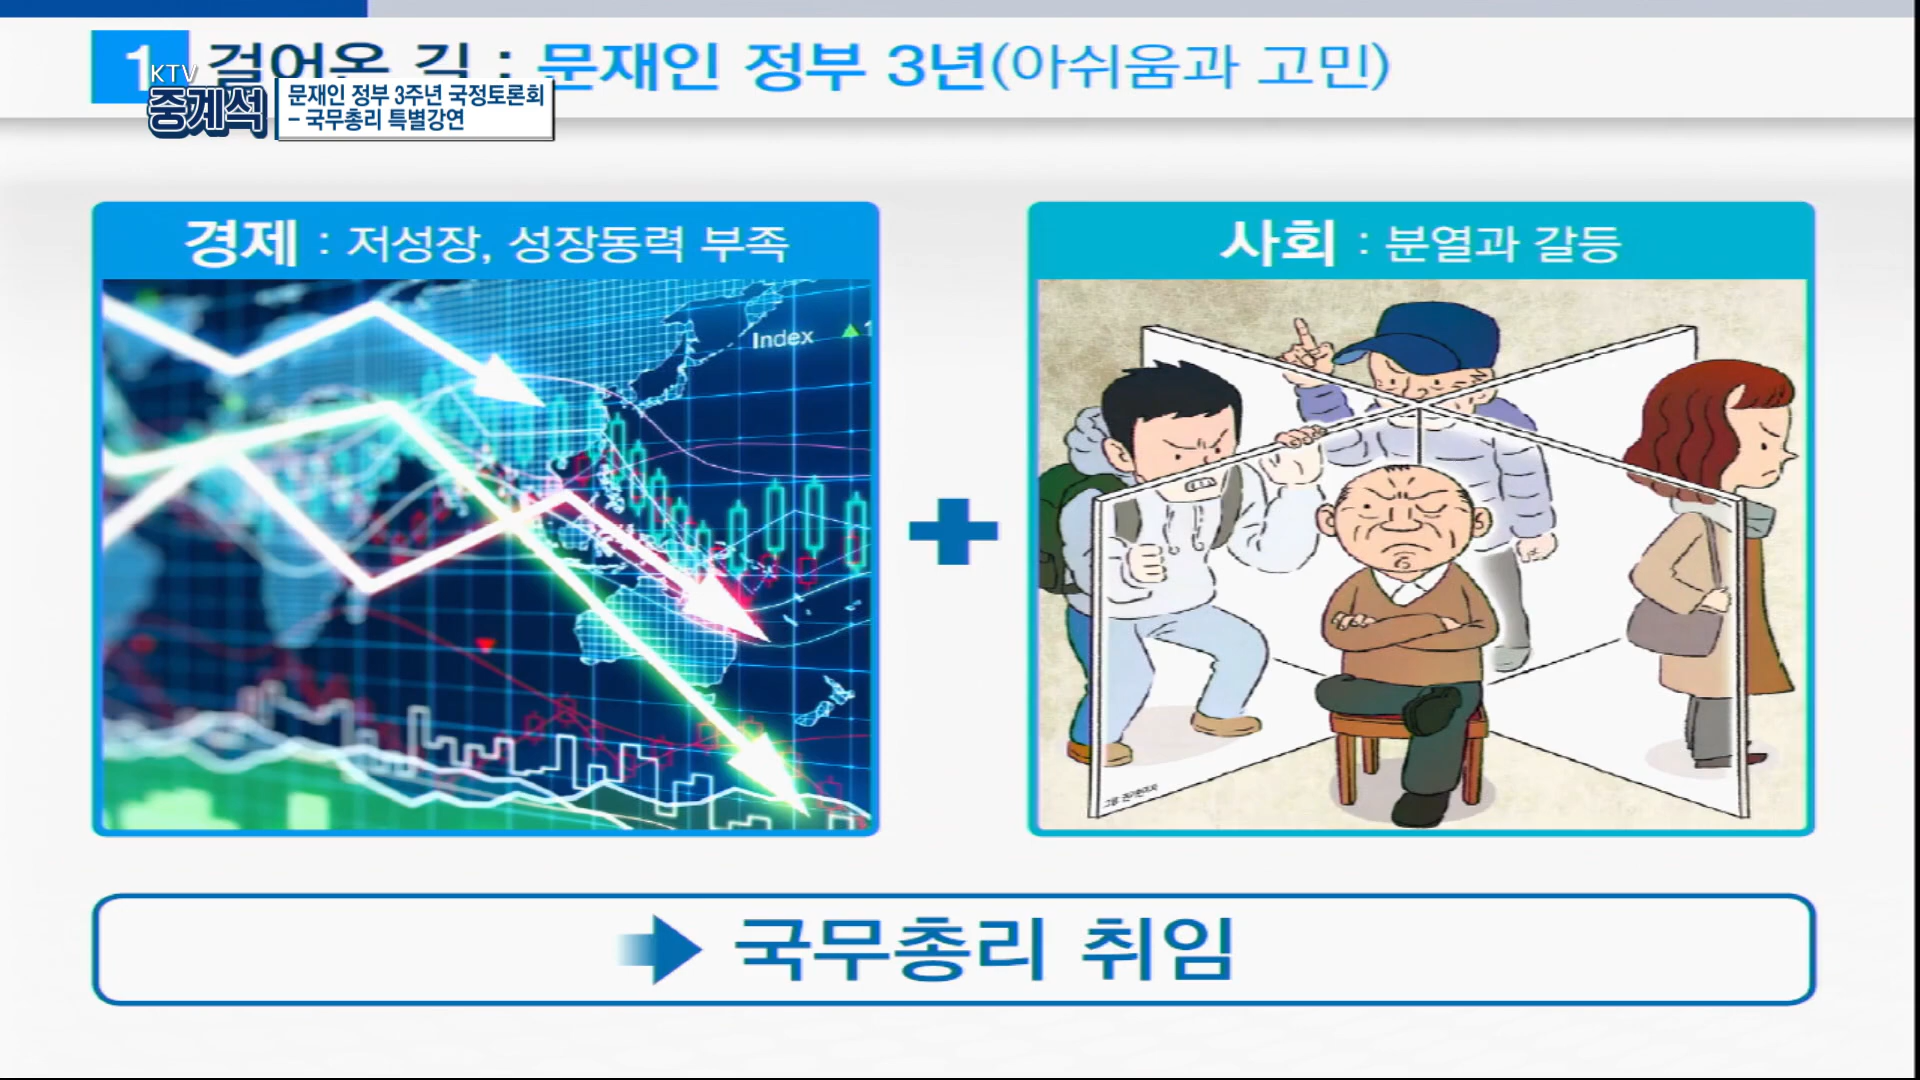 1 걸어온 길 : 문재인 정부 3년(아쉬움과 고민)
KTV
중계석
문재인 정부 3주년 국정토론회
- 국무총리 특별강연
경제 : 저성장, 성장동력 부족
사회 : 분열과 갈등
Index ▲1
국무총리 취임